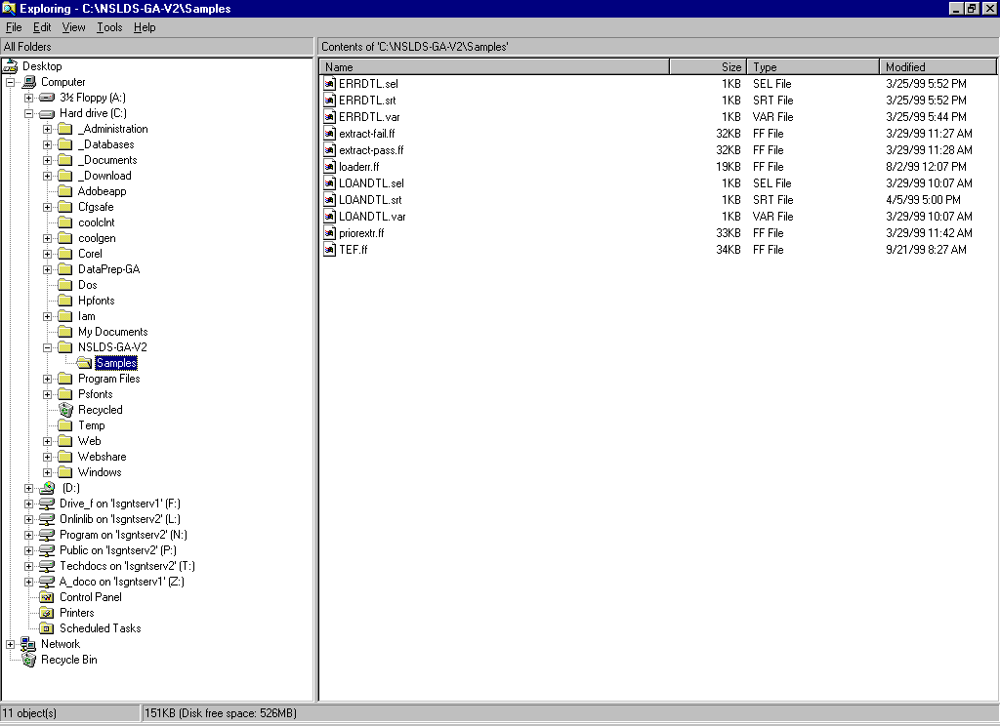 Exploring - C:\NSLDS-GA-V2\Samples
File Edit View Tools Help
All Folders
Desktop
Computer
3½ Floppy (A:)
Hard drive (C:)
_Administration
_Databases
_Documents
_Download
Adobeapp
Cfgsafe
coolclnt
coolgen
Corel
DataPrep-GA
Dos
Hpfonts
Iam
My Documents
NSLDS-GA-V2
Samples
Program Files
Psfonts
Recycled
Temp
Web
Webshare
Windows
(D:)
Drive_f on 'lsgntserv1' (F:)
Onlinlib on 'lsgntserv2' (L:)
Program on 'lsgntserv2' (N:)
Public on 'lsgntserv2' (P:)
Techdocs on 'lsgntserv2' (T:)
A_doco on 'lsgntserv1' (Z:)
Control Panel
Printers
Scheduled Tasks
Network
Recycle Bin
Contents of 'C:\NSLDS-GA-V2\Samples'
Name Size Type Modified
ERRDTL.sel 1KB SEL File 3/25/99 5:52 PM
ERRDTL.srt 1KB SRT File 3/25/99 5:52 PM
ERRDTL.var 1KB VAR File 3/25/99 5:44 PM
extract-fail.ff 32KB FF File 3/29/99 11:27 AM
extract-pass.ff 32KB FF File 3/29/99 11:28 AM
loaderr.ff 19KB FF File 8/2/99 12:07 PM
LOANDTL.sel 1KB SEL File 3/29/99 10:07 AM
LOANDTL.srt 1KB SRT File 4/5/99 5:00 PM
LOANDTL.var 1KB VAR File 3/29/99 10:07 AM
priorextr.ff 33KB FF File 3/29/99 11:42 AM
TEF.ff 34KB FF File 9/21/99 8:27 AM
11 object(s) 151KB (Disk free space: 526MB)